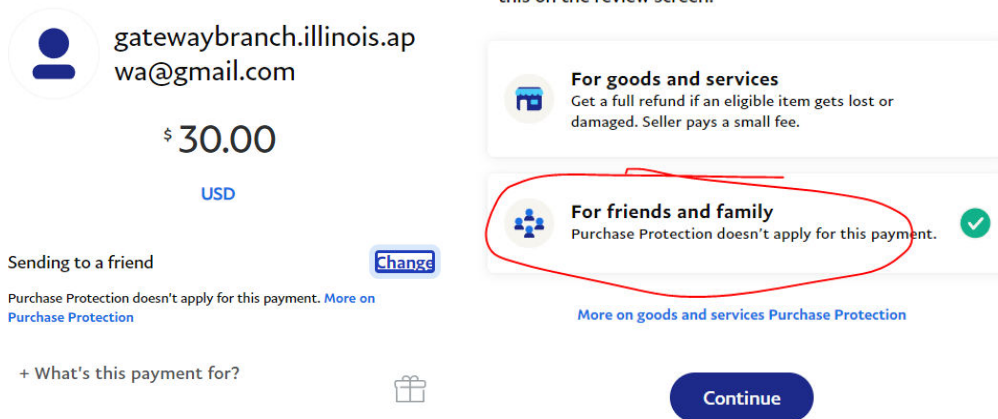 gatewaybranch.illinois.ap
wa@gmail.com
$ 30.00
USD
Sending to a friend
Change
Purchase Protection doesn't apply for this payment. More on
Purchase Protection
+ What's this payment for?
this on the review screen.
For goods and services
Get a full refund if an eligible item gets lost or
damaged. Seller pays a small fee.
For friends and family
Purchase Protection doesn't apply for this payment.
More on goods and services Purchase Protection
Continue